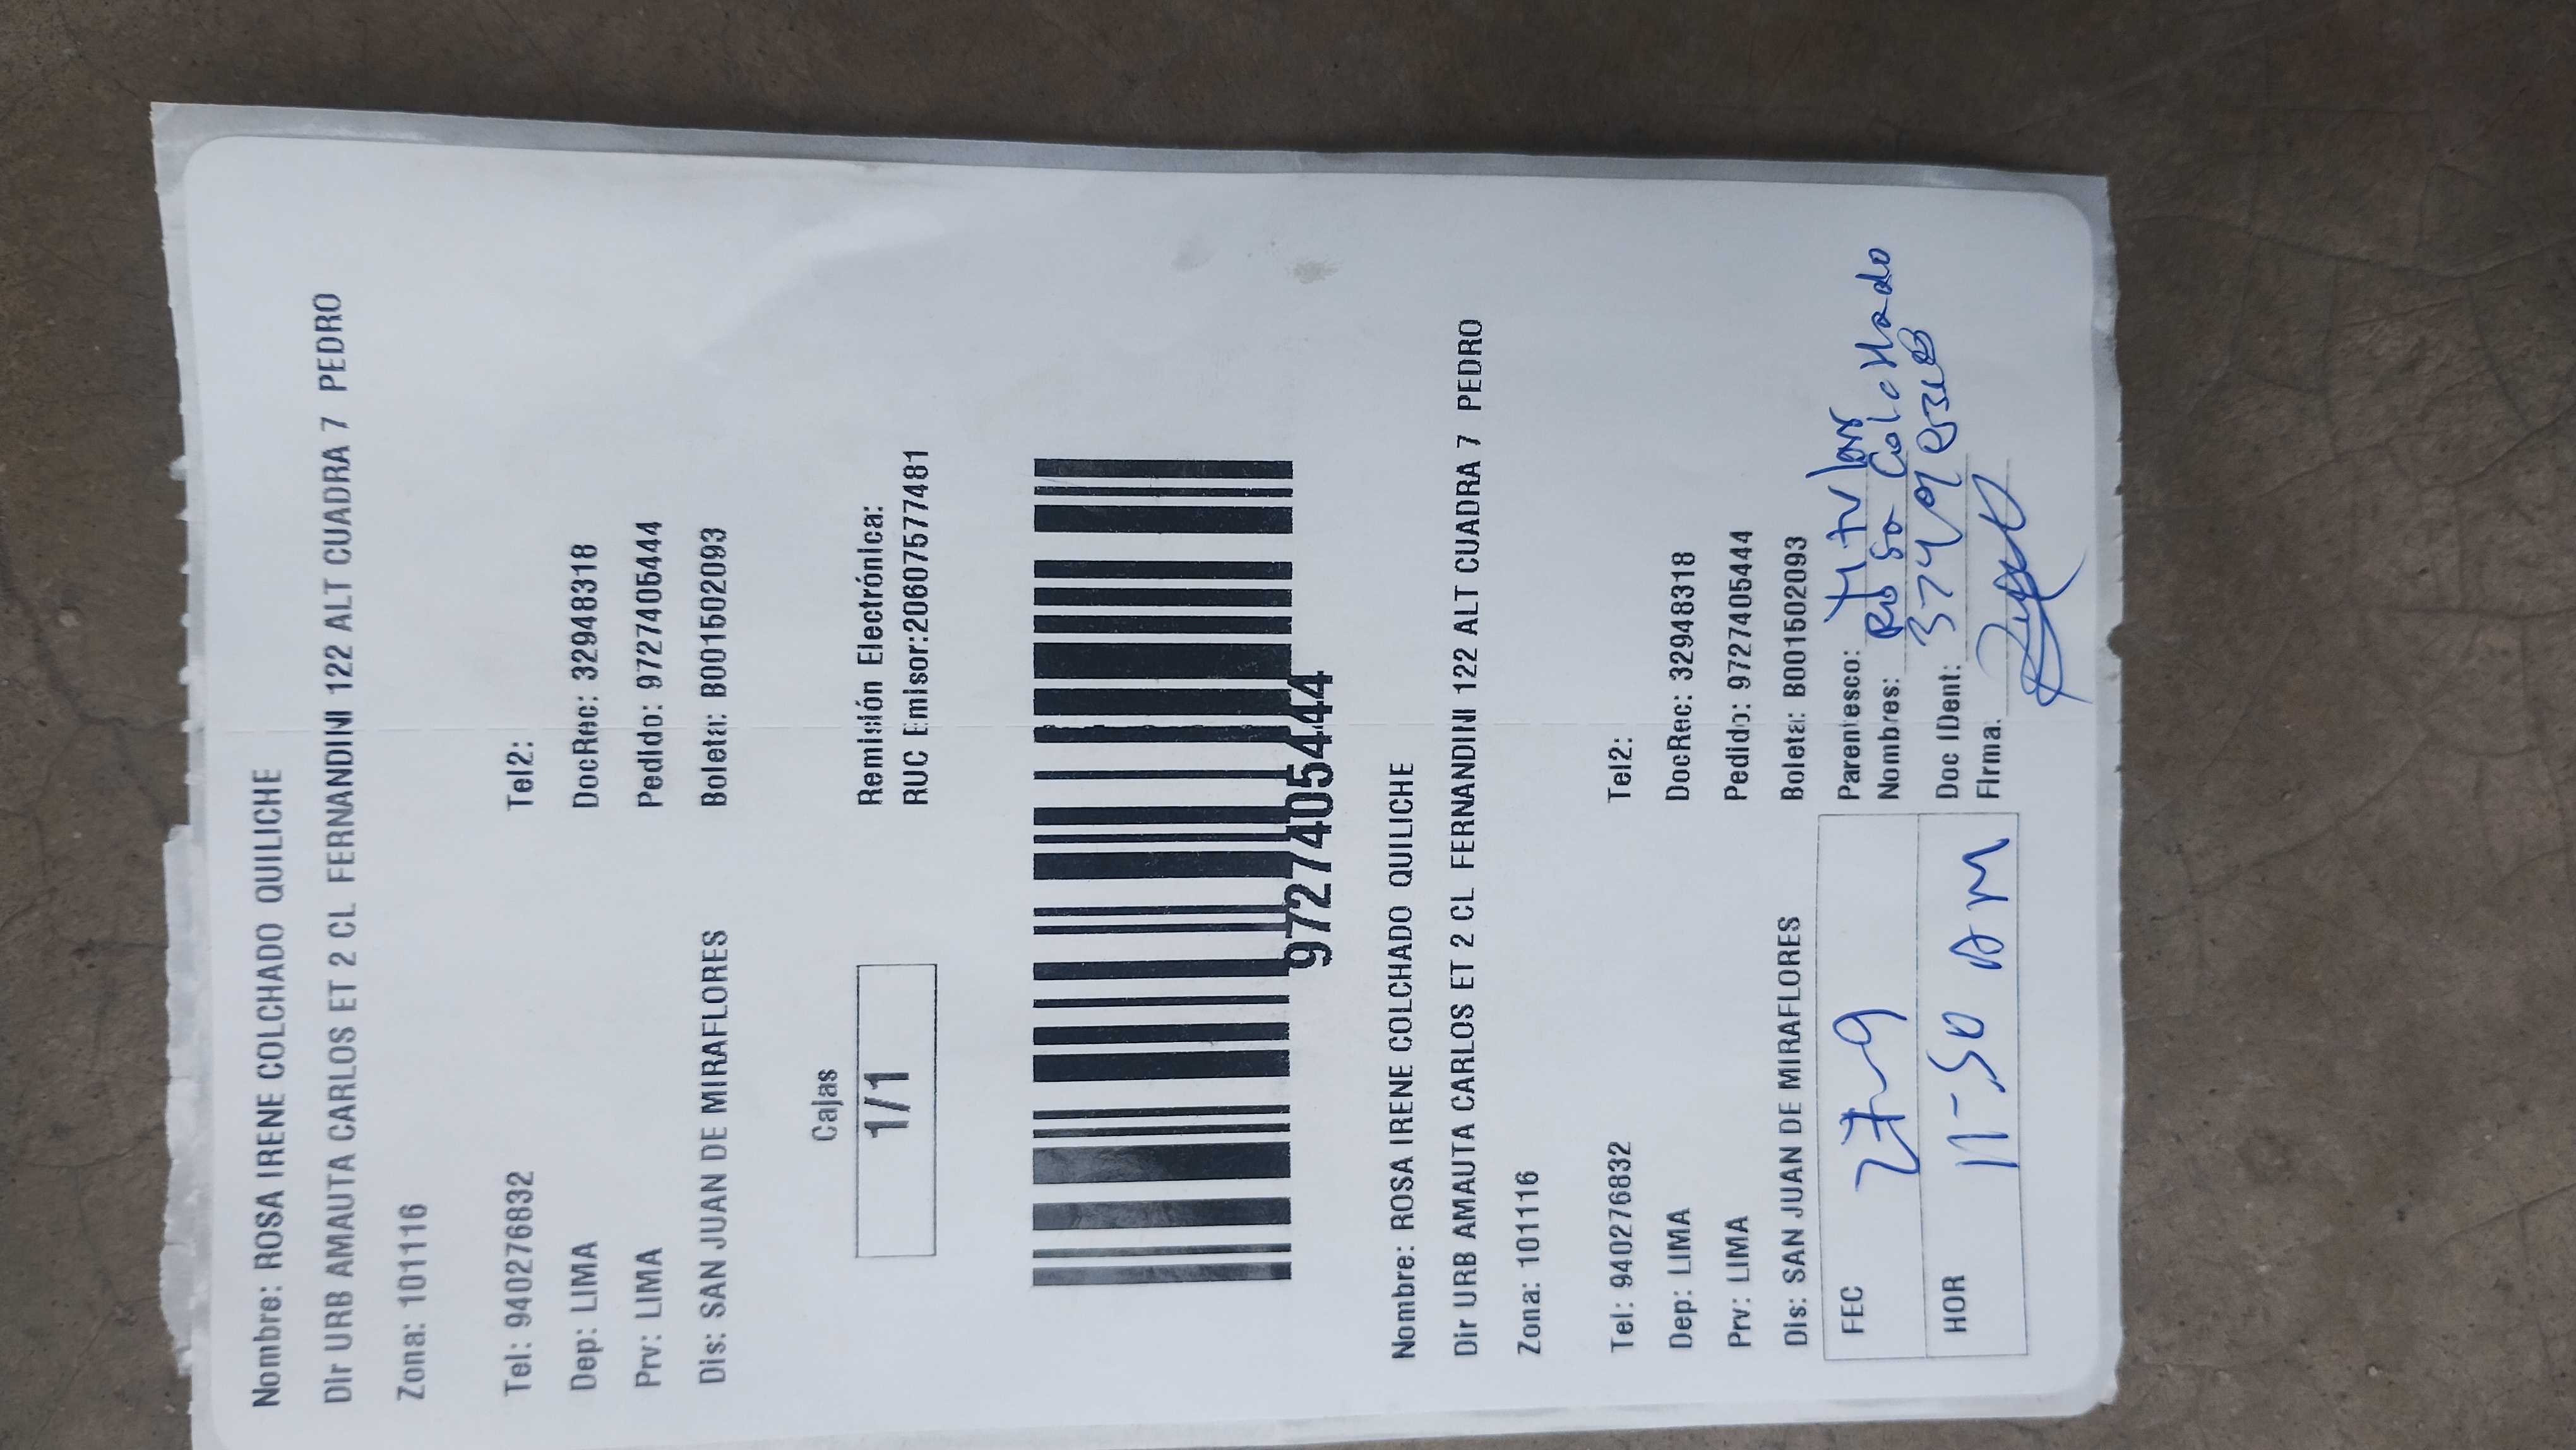 Nombre: ROSA IRENE COLCHADO QUILICHE
Dir URB AMAUTA CARLOS ET 2 CL FERNANDINI 122 ALT CUADRA 7 PEDRO
Zona: 101116
Tel: 940276832 Tel2:
Dep: LIMA DocRec: 32948318
Prv: LIMA Pedido: 9727405444
Dis: SAN JUAN DE MIRAFLORES Boleta: B001502093
Cajas
1/1
Remisión Electrónica:
RUC Emisor:20607577481
9727405444
Nombre: ROSA IRENE COLCHADO QUILICHE
Dir URB AMAUTA CARLOS ET 2 CL FERNANDINI 122 ALT CUADRA 7 PEDRO
Zona: 101116
Tel: 940276832 Tel2:
Dep: LIMA DocRec: 32948318
Prv: LIMA Pedido: 9727405444
Dis: SAN JUAN DE MIRAFLORES Boleta: B001502093
FEC 27-9
HOR 11-50 AM
Parentesco: Titular
Nombres: Rosa Colchado
Doc IDent:
Firma: